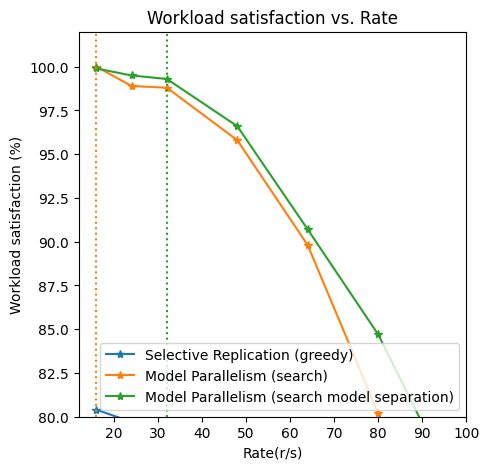 Workload satisfaction vs. Rate
Workload satisfaction (%)
100.0
97.5
95.0
92.5
90.0
87.5
85.0
82.5
80.0
Selective Replication (greedy)
Model Parallelism (search)
Model Parallelism (search model separation)
20 30 40 50 60 70 80 90 100
Rate(r/s)